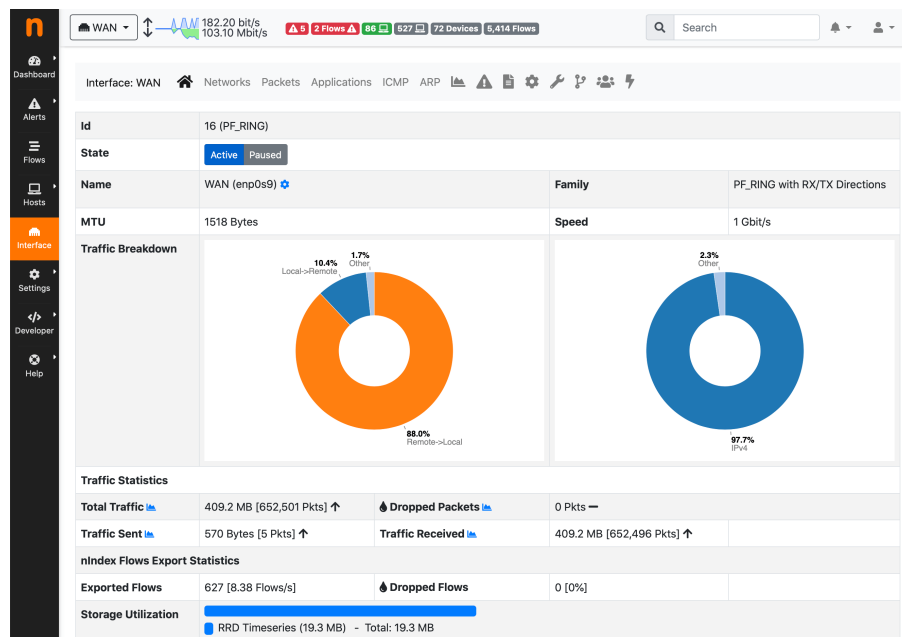 n
WAN
182.20 bit/s
103.10 Mbit/s
5
2 Flows
86
527
72 Devices
5,414 Flows
Search
Dashboard
Alerts
Flows
Hosts
Interface
Settings
Developer
Help
Interface: WAN Networks Packets Applications ICMP ARP
Id 16 (PF_RING)
State Active Paused
Name WAN (enp0s9) Family PF_RING with RX/TX Directions
MTU 1518 Bytes Speed 1 Gbit/s
Traffic Breakdown
10.4%
Local->Remote
1.7%
Other
88.0%
Remote->Local
2.3%
Other
97.7%
IPv4
Traffic Statistics
Total Traffic 409.2 MB [652,501 Pkts] Dropped Packets 0 Pkts
Traffic Sent 570 Bytes [5 Pkts] Traffic Received 409.2 MB [652,496 Pkts]
nIndex Flows Export Statistics
Exported Flows 627 [8.38 Flows/s] Dropped Flows 0 [0%]
Storage Utilization
RRD Timeseries (19.3 MB) - Total: 19.3 MB